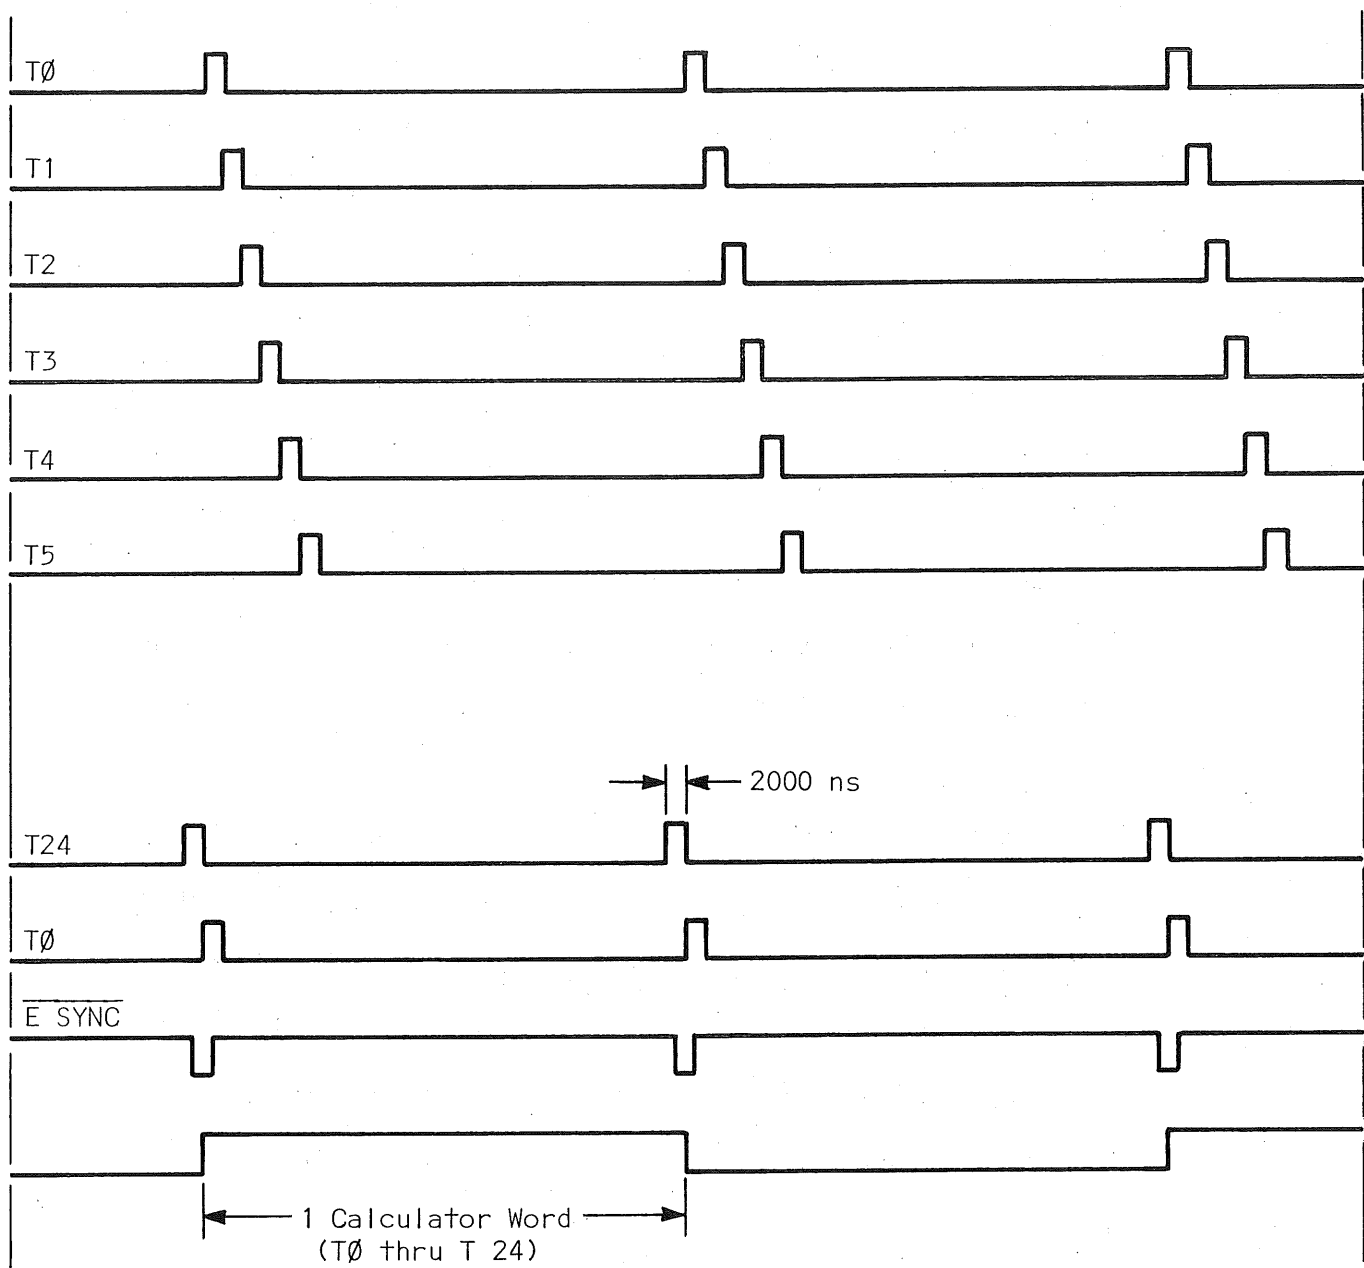 TØ
T1
T2
T3
T4
T5
2000 ns
T24
TØ
E SYNC
1 Calculator Word
(TØ thru T 24)